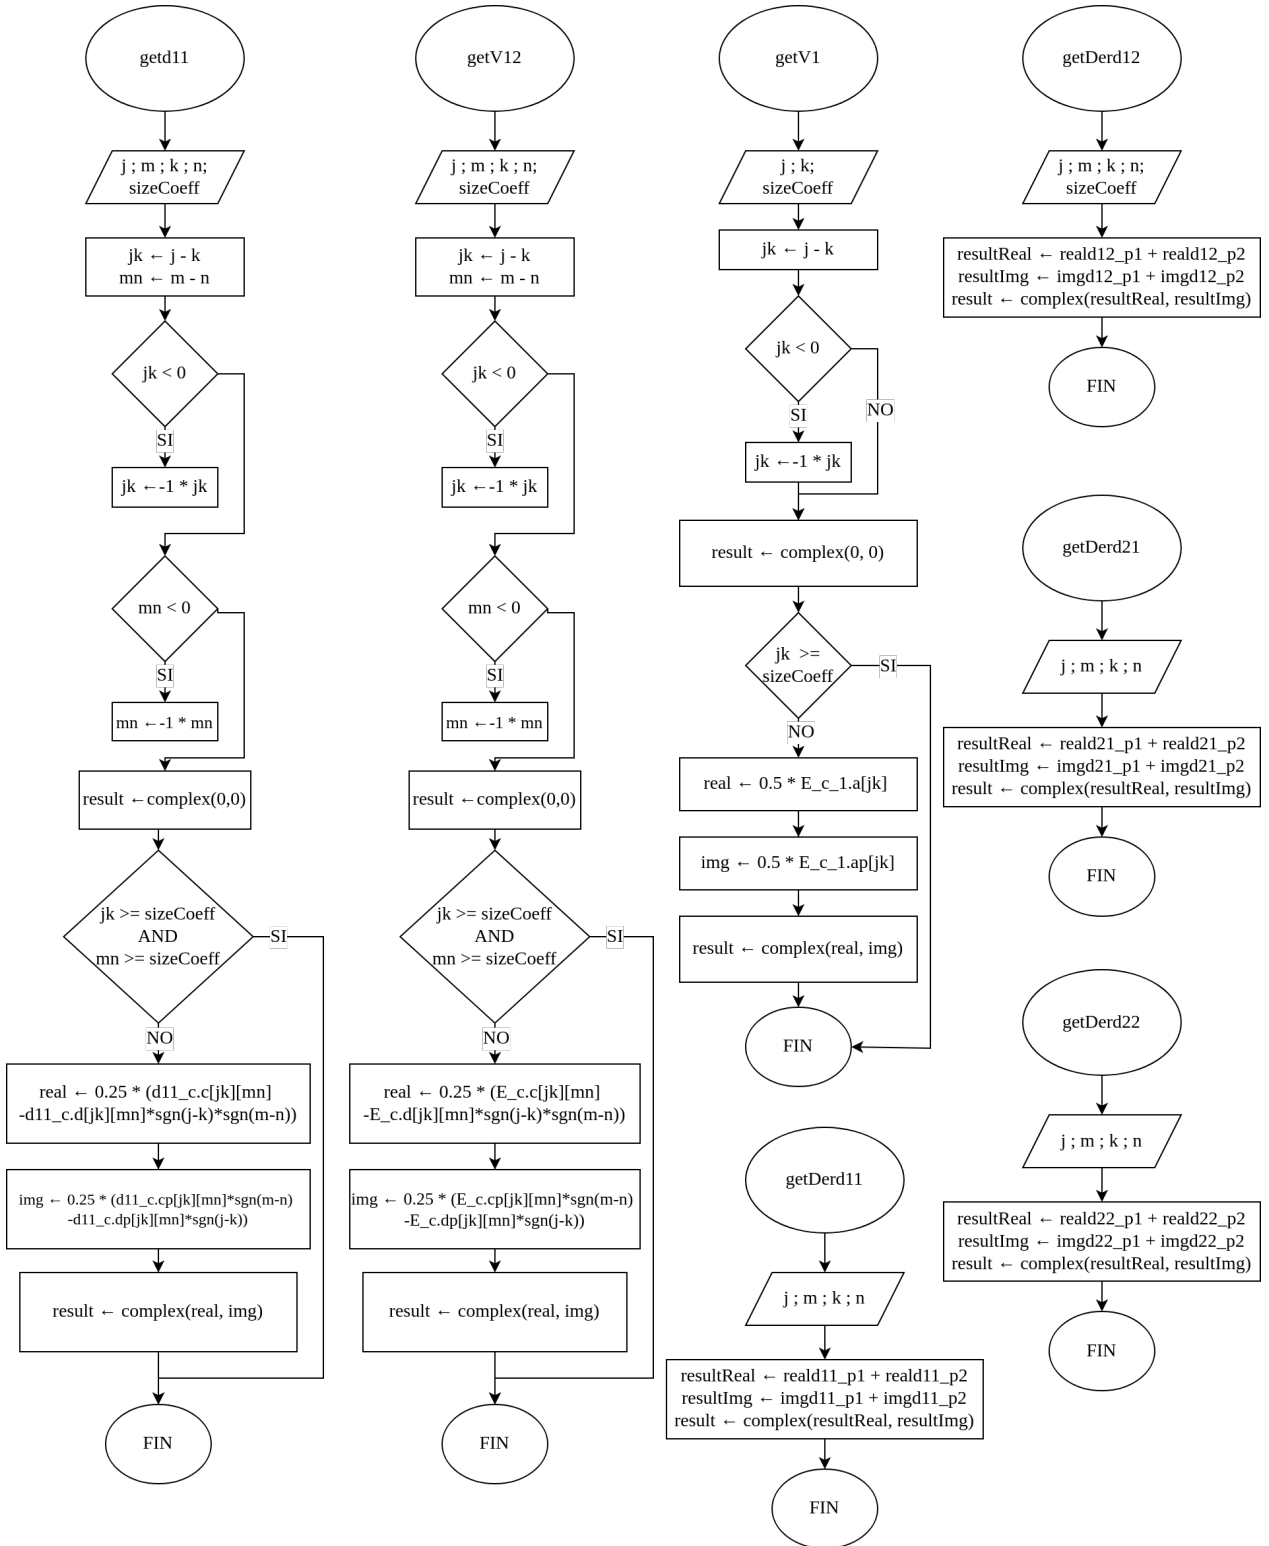 getd11
j ; m ; k ; n;
sizeCoeff
jk ← j - k
mn ← m - n
jk < 0
SI
jk ←-1 * jk
mn < 0
SI
mn ←-1 * mn
result ←complex(0,0)
jk >= sizeCoeff
AND
mn >= sizeCoeff
SI
NO
real ← 0.25 * (d11_c.c[jk][mn]
-d11_c.d[jk][mn]*sgn(j-k)*sgn(m-n))
img ← 0.25 * (d11_c.cp[jk][mn]*sgn(m-n)
-d11_c.dp[jk][mn]*sgn(j-k))
result ← complex(real, img)
FIN
getV12
j ; m ; k ; n;
sizeCoeff
jk ← j - k
mn ← m - n
jk < 0
SI
jk ←-1 * jk
mn < 0
SI
mn ←-1 * mn
result ←complex(0,0)
jk >= sizeCoeff
AND
mn >= sizeCoeff
SI
NO
real ← 0.25 * (E_c.c[jk][mn]
-E_c.d[jk][mn]*sgn(j-k)*sgn(m-n))
img ← 0.25 * (E_c.cp[jk][mn]*sgn(m-n)
-E_c.dp[jk][mn]*sgn(j-k))
result ← complex(real, img)
FIN
getV1
j ; k;
sizeCoeff
jk ← j - k
jk < 0
NO
SI
jk ←-1 * jk
result ← complex(0, 0)
jk >=
sizeCoeff
SI
NO
real ← 0.5 * E_c_1.a[jk]
img ← 0.5 * E_c_1.ap[jk]
result ← complex(real, img)
FIN
getDerd11
j ; m ; k ; n
resultReal ← reald11_p1 + reald11_p2
resultImg ← imgd11_p1 + imgd11_p2
result ← complex(resultReal, resultImg)
FIN
getDerd12
j ; m ; k ; n;
sizeCoeff
resultReal ← reald12_p1 + reald12_p2
resultImg ← imgd12_p1 + imgd12_p2
result ← complex(resultReal, resultImg)
FIN
getDerd21
j ; m ; k ; n
resultReal ← reald21_p1 + reald21_p2
resultImg ← imgd21_p1 + imgd21_p2
result ← complex(resultReal, resultImg)
FIN
getDerd22
j ; m ; k ; n
resultReal ← reald22_p1 + reald22_p2
resultImg ← imgd22_p1 + imgd22_p2
result ← complex(resultReal, resultImg)
FIN